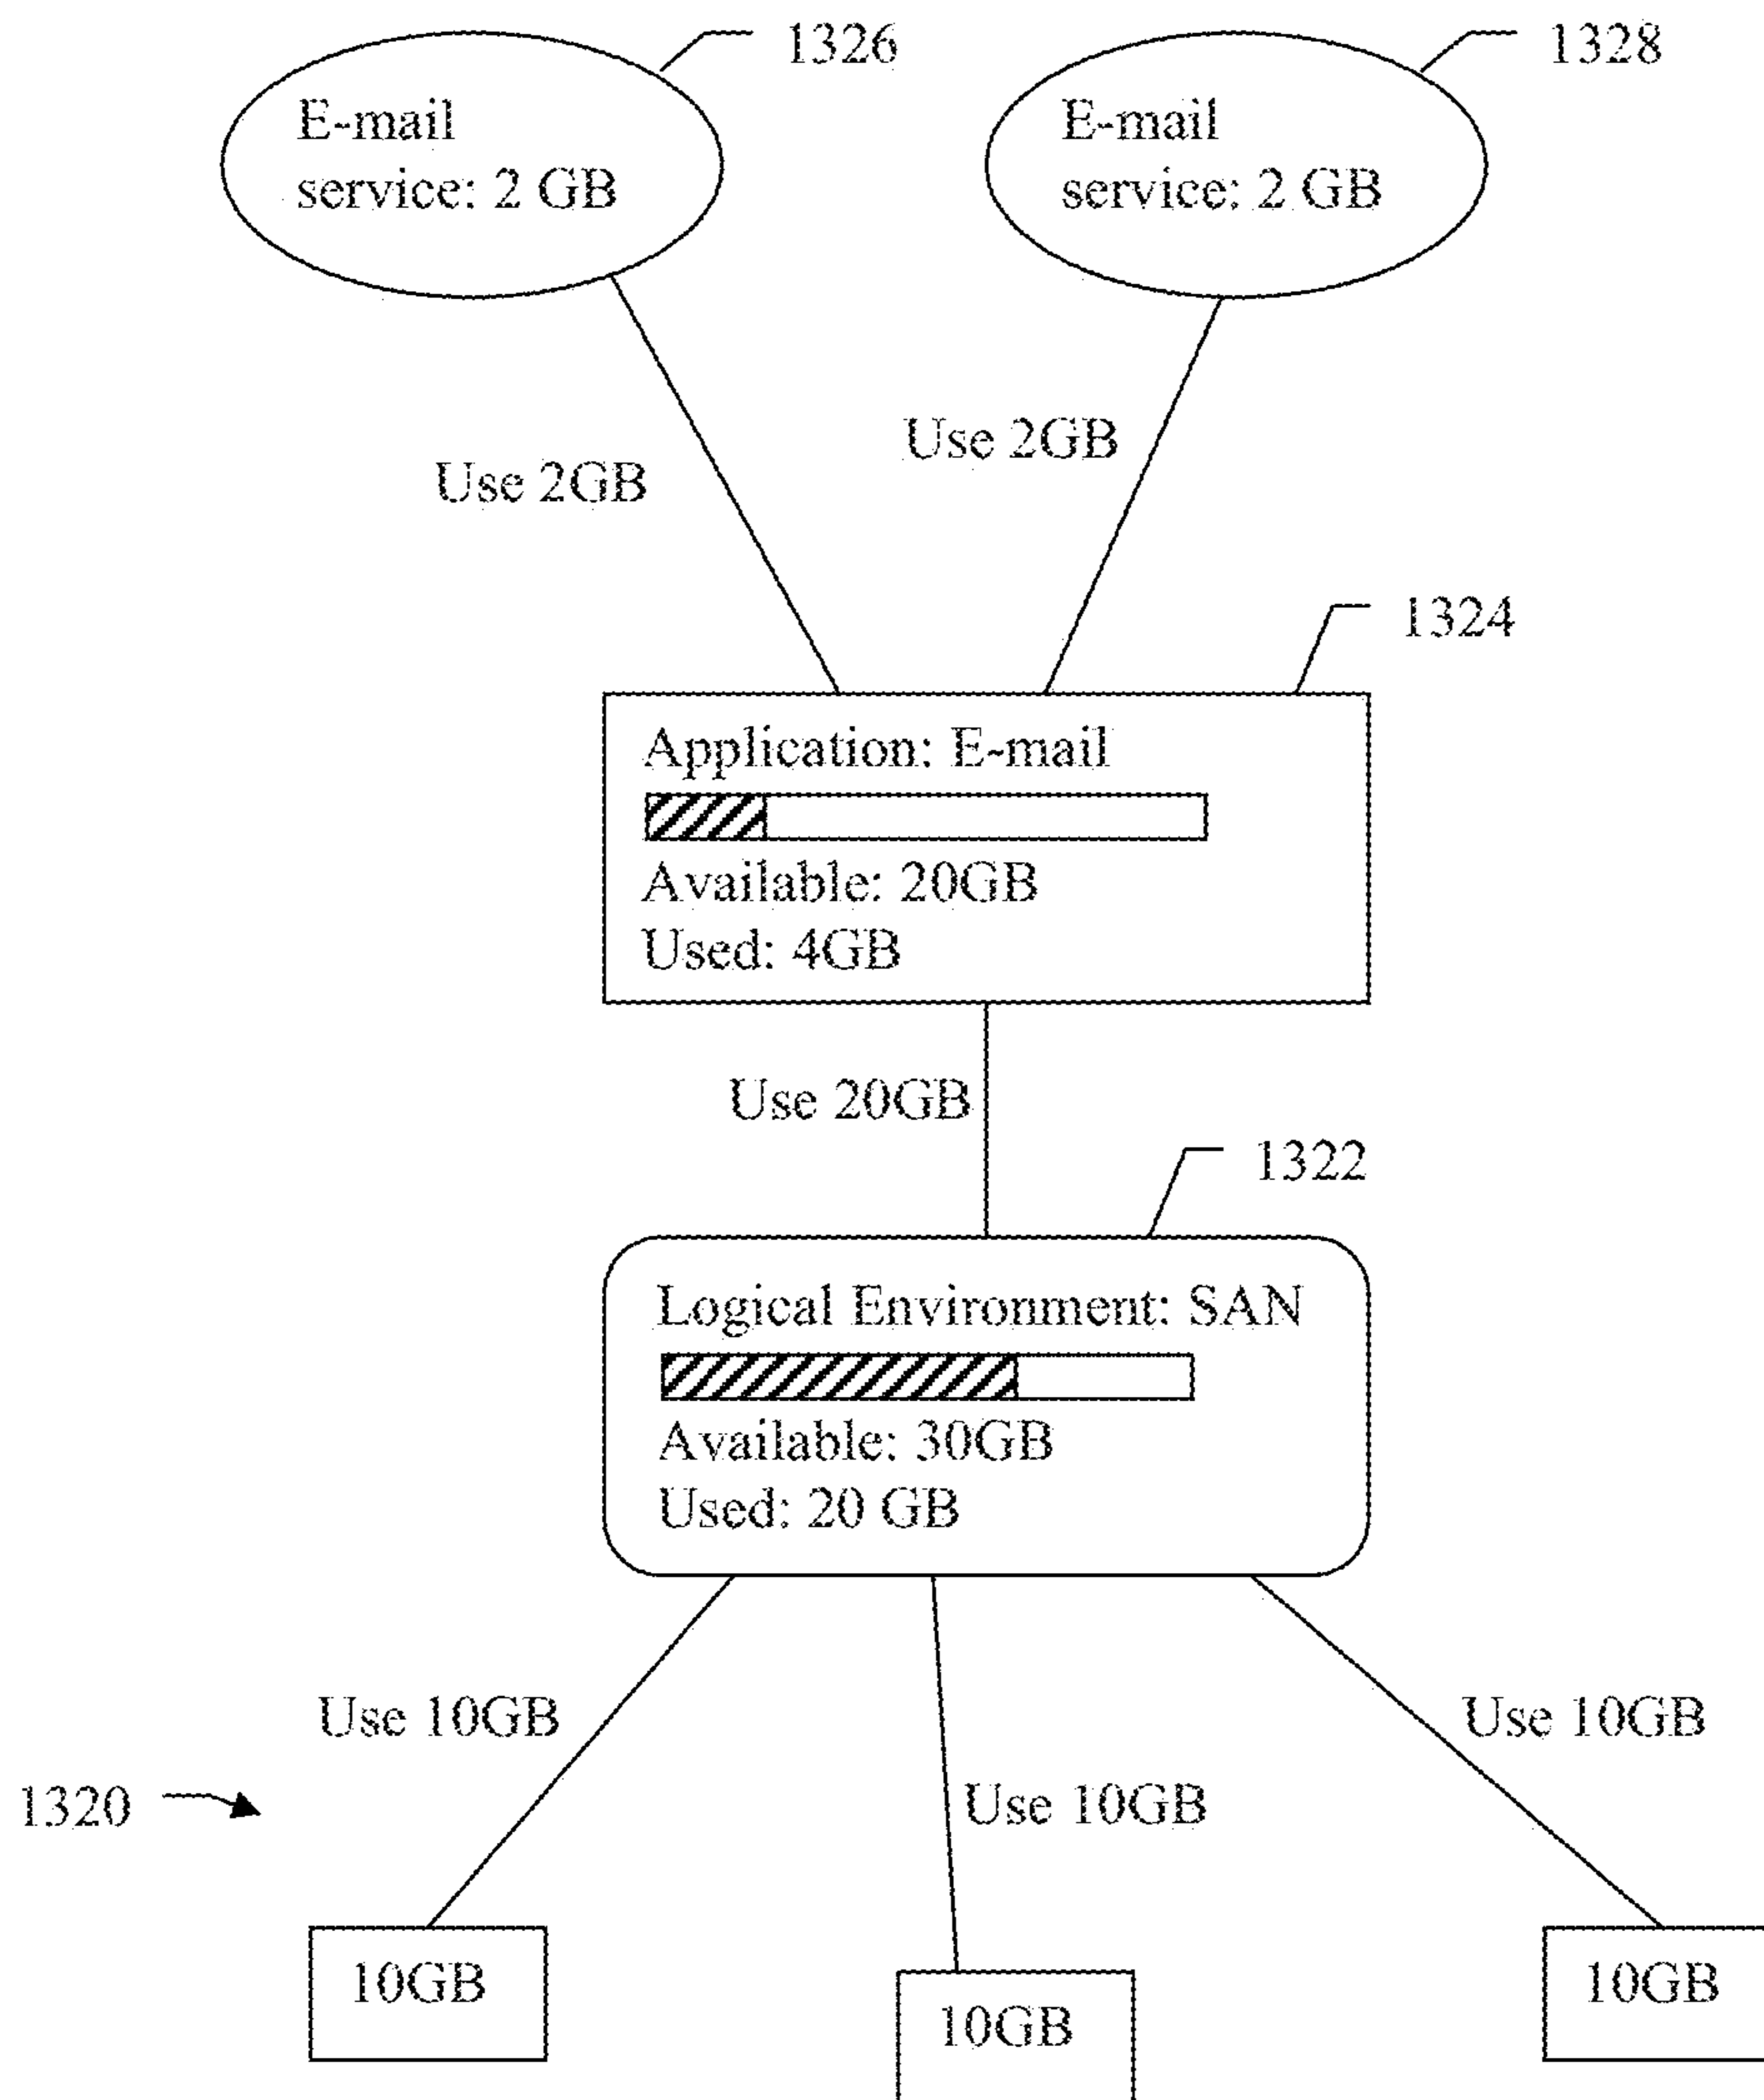 1326
1328
E-mail
service: 2 GB
E-mail
service: 2 GB
Use 2GB
Use 2GB
1324
Application: E-mail
Available: 20GB
Used: 4GB
Use 20GB
1322
Logical Environment: SAN
Available: 30GB
Used: 20 GB
Use 10GB
Use 10GB
Use 10GB
1320
10GB
10GB
10GB